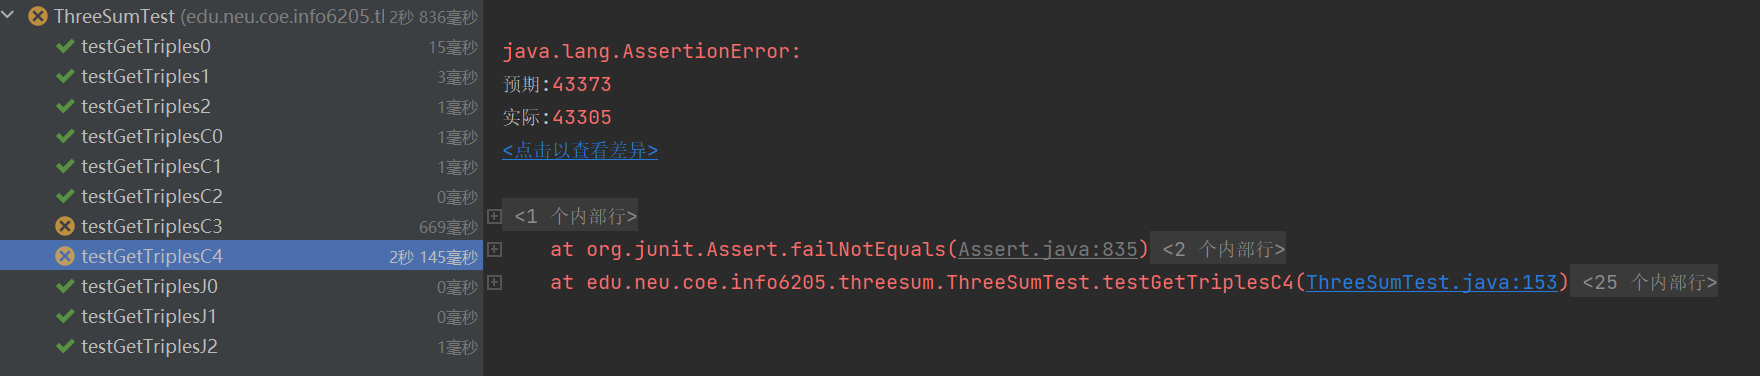 ThreeSumTest (edu.neu.coe.info6205.tl 2秒 836毫秒
testGetTriples0 15毫秒
testGetTriples1 3毫秒
testGetTriples2 1毫秒
testGetTriplesC0 1毫秒
testGetTriplesC1 1毫秒
testGetTriplesC2 0毫秒
testGetTriplesC3 669毫秒
testGetTriplesC4 2秒 145毫秒
testGetTriplesJ0 0毫秒
testGetTriplesJ1 0毫秒
testGetTriplesJ2 1毫秒
java.lang.AssertionError:
预期:43373
实际:43305
<点击以查看差异>
<1 个内部行>
at org.junit.Assert.failNotEquals(Assert.java:835) <2 个内部行>
at edu.neu.coe.info6205.threesum.ThreeSumTest.testGetTriplesC4(ThreeSumTest.java:153) <25 个内部行>